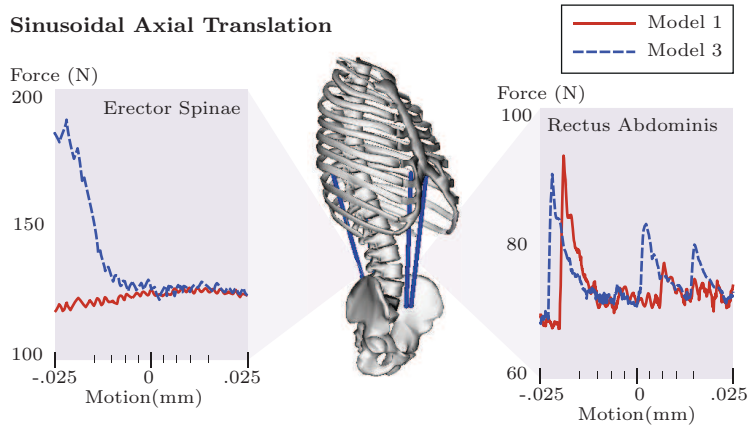 Sinusoidal Axial Translation
Model 1
Model 3
Force (N)
200
Erector Spinae
150
100
-.025
0
.025
Motion(mm)
Force (N)
100
Rectus Abdominis
80
60
-.025
0
.025
Motion(mm)